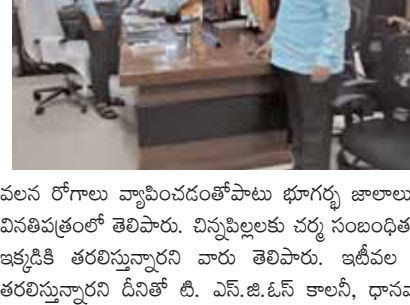 వలన రోగాలు వ్యాపించడంతోపాటు భూగర్భ జాలాలు
వినతిపత్రంలో తెలిపారు. చిన్నపిల్లలకు చర్మ సంబంధిత
ఇక్కడికి తరలిస్తున్నారని వారు తెలిపారు. ఇటీవల
తరలిస్తున్నారని దీనితో టి. ఎస్.జి.ఓస్ కాలనీ,